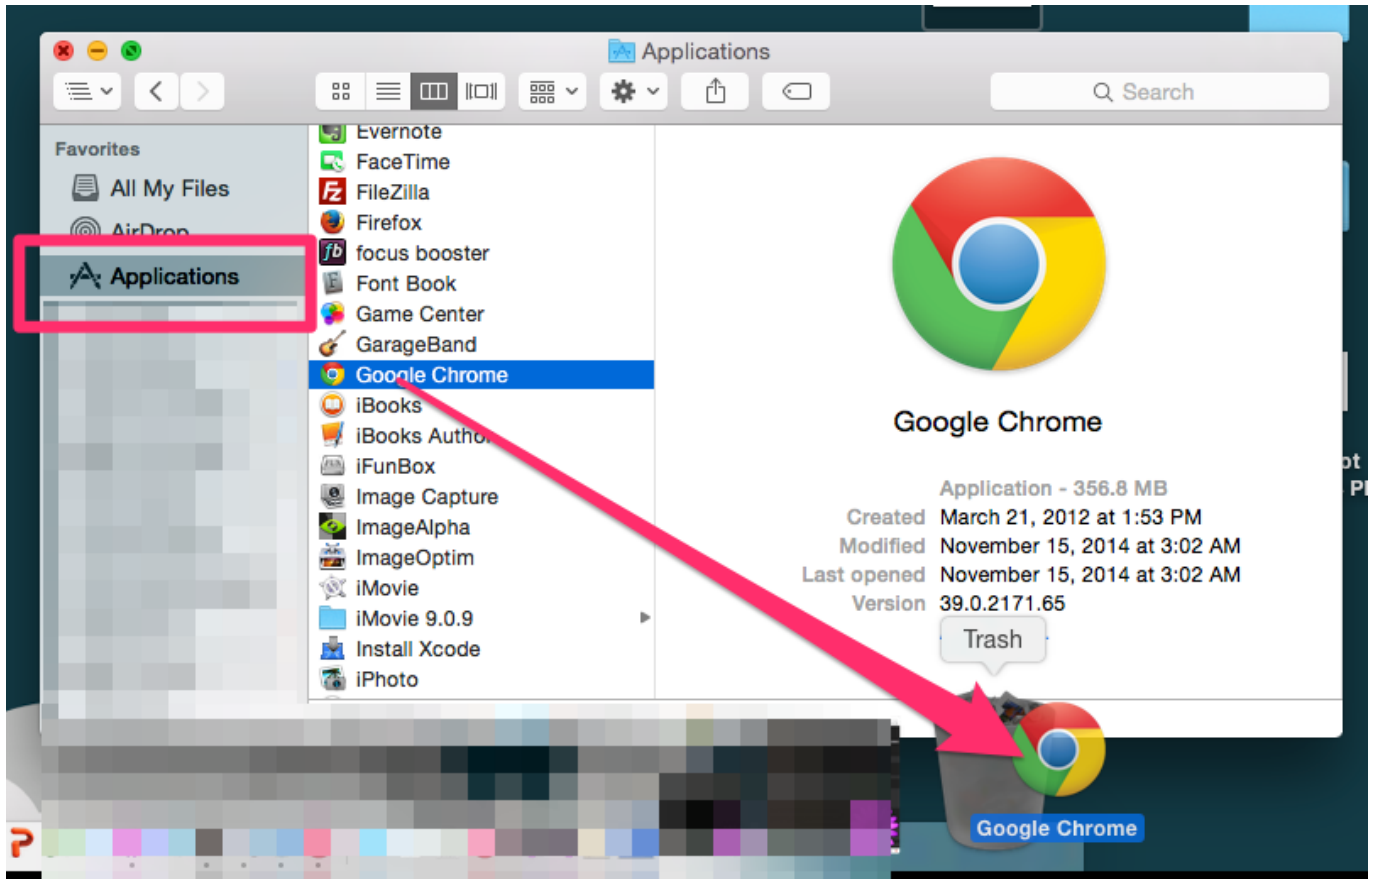 Applications
Search
Favorites
All My Files
AirDrop
Applications
Evernote
FaceTime
FileZilla
Firefox
focus booster
Font Book
Game Center
GarageBand
Google Chrome
iBooks
iBooks Author
iFunBox
Image Capture
ImageAlpha
ImageOptim
iMovie
iMovie 9.0.9
Install Xcode
iPhoto
Google Chrome
Application - 356.8 MB
Created March 21, 2012 at 1:53 PM
Modified November 15, 2014 at 3:02 AM
Last opened November 15, 2014 at 3:02 AM
Version 39.0.2171.65
Trash
Google Chrome